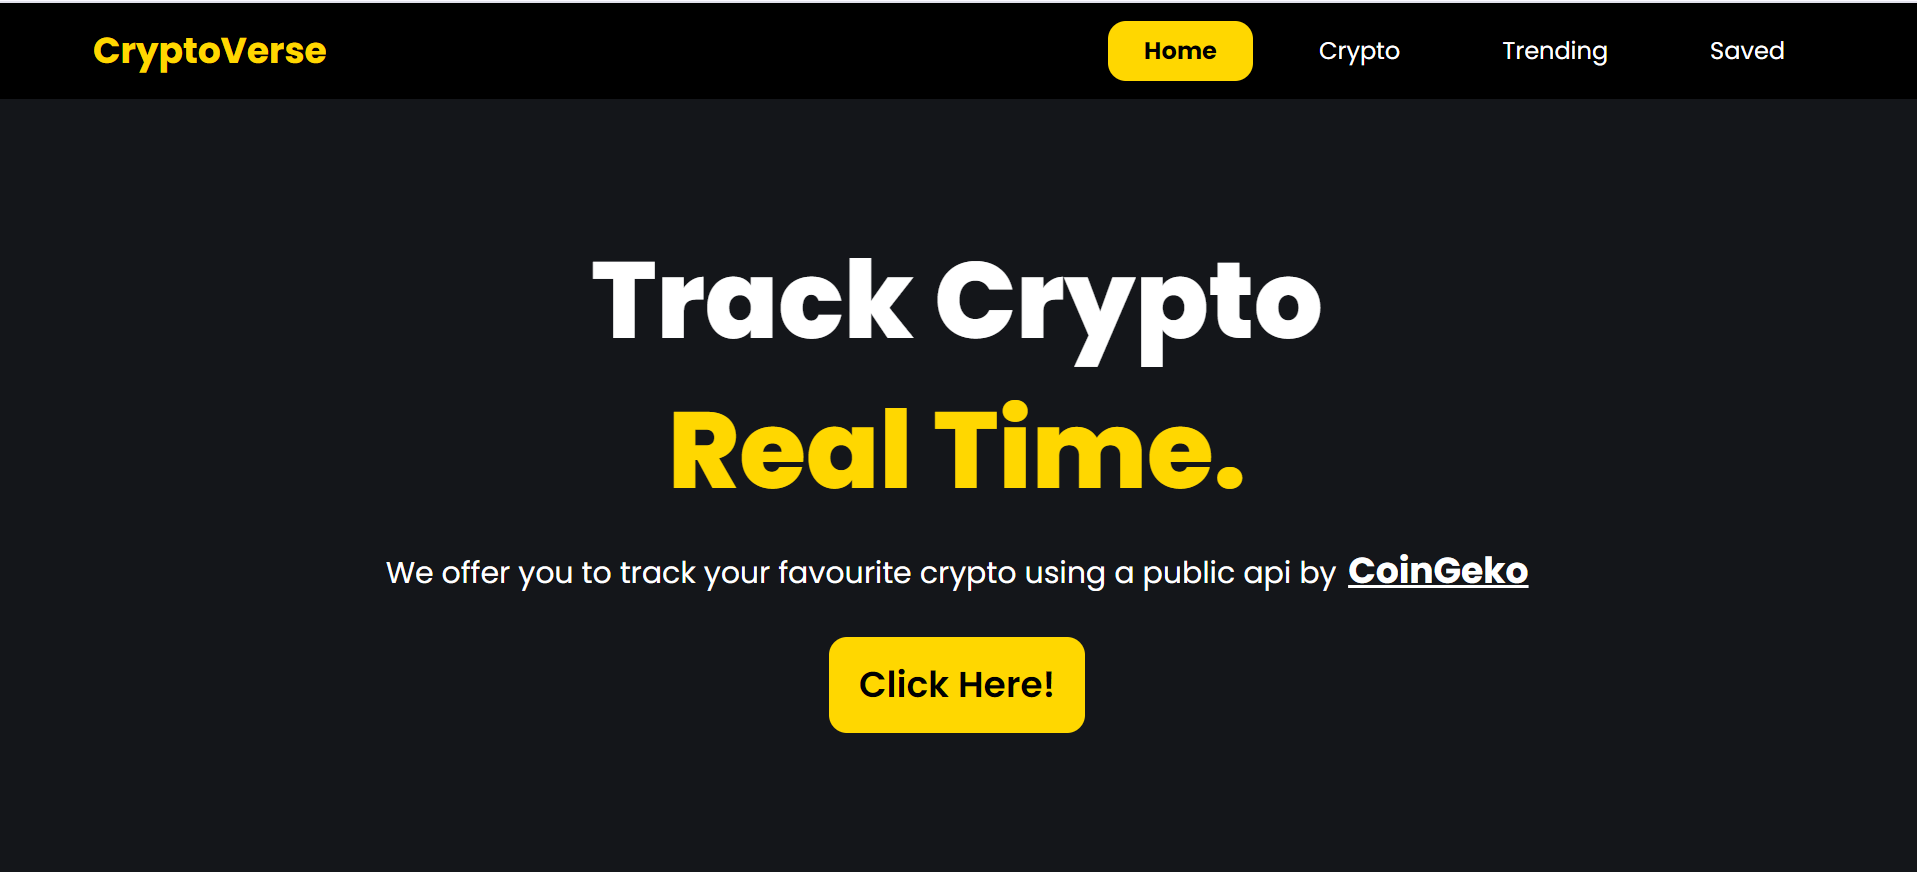 CryptoVerse Home Crypto Trending Saved
Track Crypto
Real Time.
We offer you to track your favourite crypto using a public api by CoinGeko
Click Here!